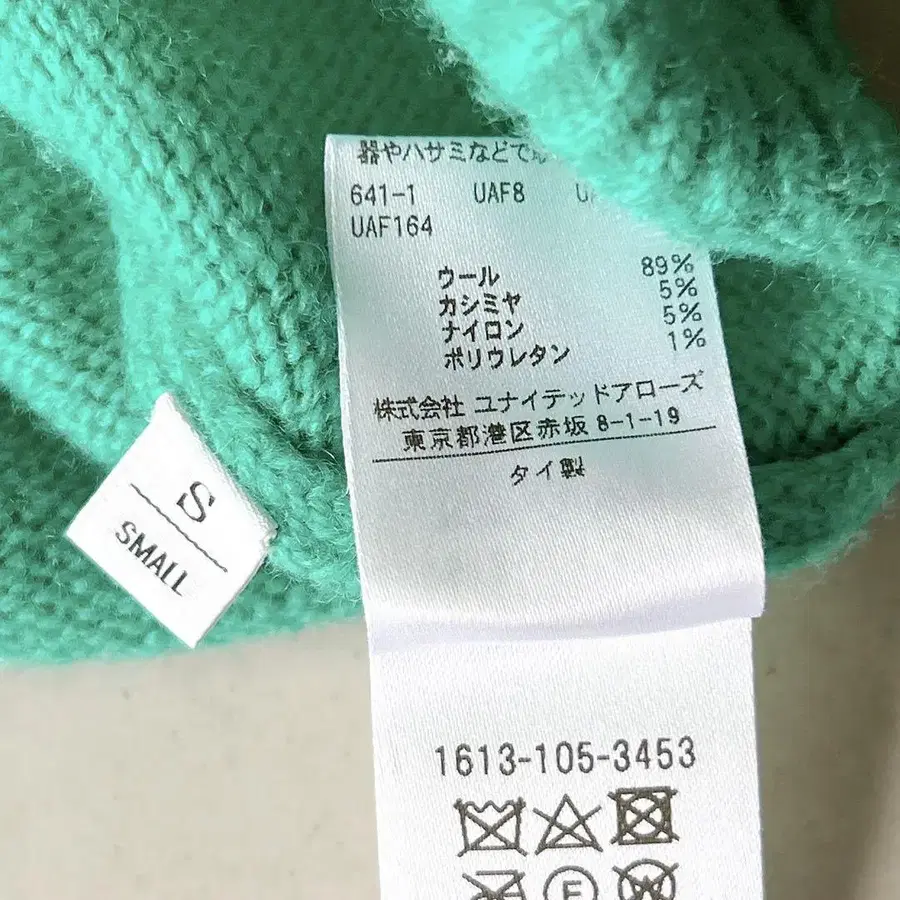 器やハサミなどで
641-1 UAF8
UAF164
ウール 89%
カシミヤ 5%
ナイロン 5%
ポリウレタン 1%
株式会社 ユナイテッドアローズ
東京都港区赤坂 8-1-19
タイ製
S
SMALL
1613-105-3453
F